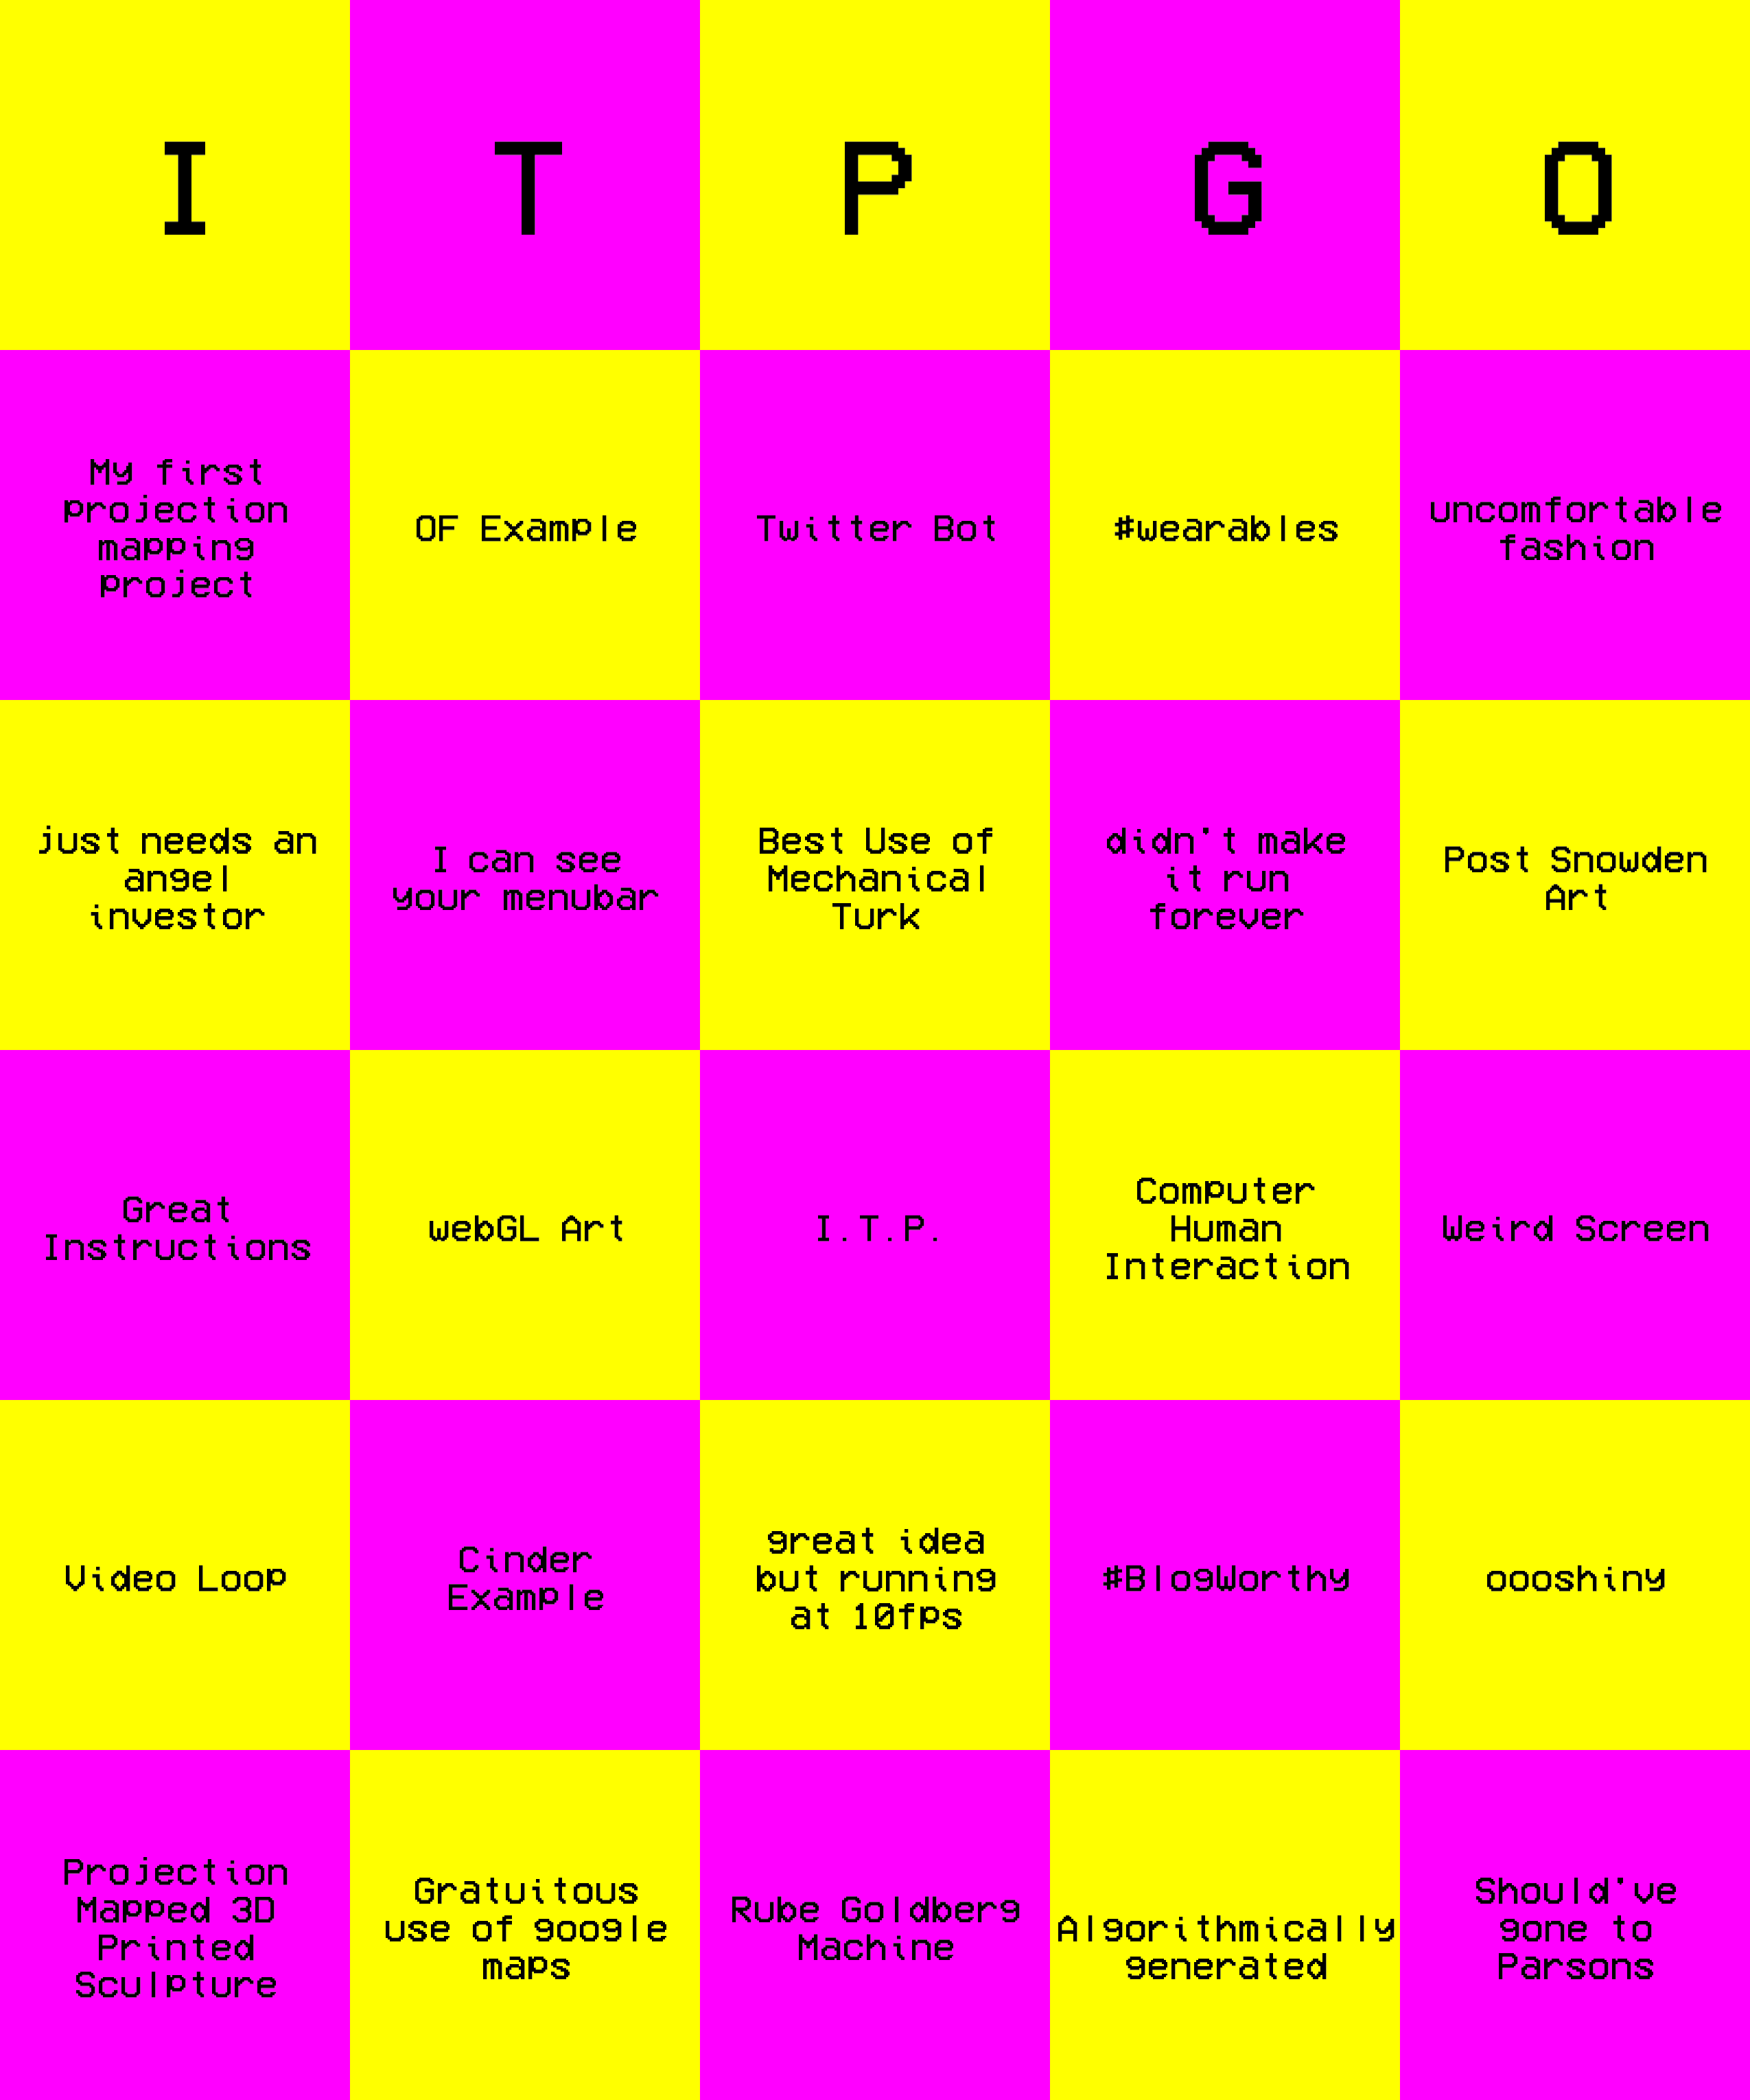 I T P G O
My first
projection
mapping
project
OF Example
Twitter Bot
#wearables
uncomfortable
fashion
just needs an
angel
investor
I can see
your menubar
Best Use of
Mechanical
Turk
didn't make
it run
forever
Post Snowden
Art
Great
Instructions
webGL Art
I.T.P.
Computer
Human
Interaction
Weird Screen
Video Loop
Cinder
Example
great idea
but running
at 10fps
#BlogWorthy
oooshiny
Projection
Mapped 3D
Printed
Sculpture
Gratuitous
use of google
maps
Rube Goldberg
Machine
Algorithmically
generated
Should've
gone to
Parsons